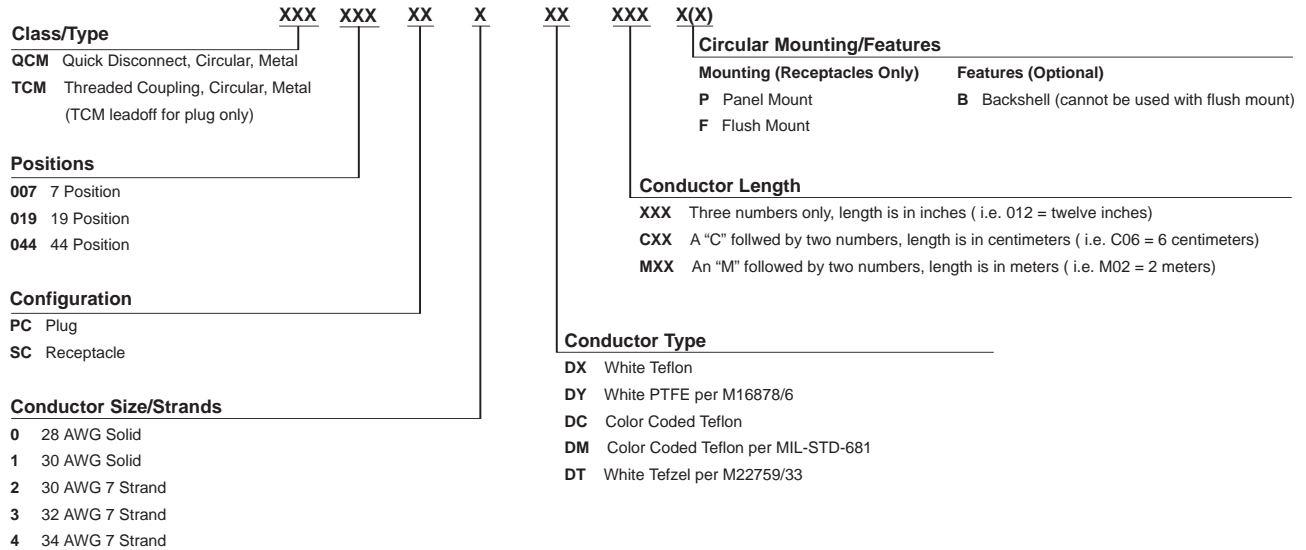 XXX XXX XX X XX XXX X(X)
Class/Type
QCM Quick Disconnect, Circular, Metal
TCM Threaded Coupling, Circular, Metal
(TCM leadoff for plug only)
Positions
007 7 Position
019 19 Position
044 44 Position
Configuration
PC Plug
SC Receptacle
Conductor Size/Strands
0 28 AWG Solid
1 30 AWG Solid
2 30 AWG 7 Strand
3 32 AWG 7 Strand
4 34 AWG 7 Strand
Circular Mounting/Features
Mounting (Receptacles Only) Features (Optional)
P Panel Mount B Backshell (cannot be used with flush mount)
F Flush Mount
Conductor Length
XXX Three numbers only, length is in inches ( i.e. 012 = twelve inches)
CXX A “C” follwed by two numbers, length is in centimeters ( i.e. C06 = 6 centimeters)
MXX An “M” followed by two numbers, length is in meters ( i.e. M02 = 2 meters)
Conductor Type
DX White Teflon
DY White PTFE per M16878/6
DC Color Coded Teflon
DM Color Coded Teflon per MIL-STD-681
DT White Tefzel per M22759/33